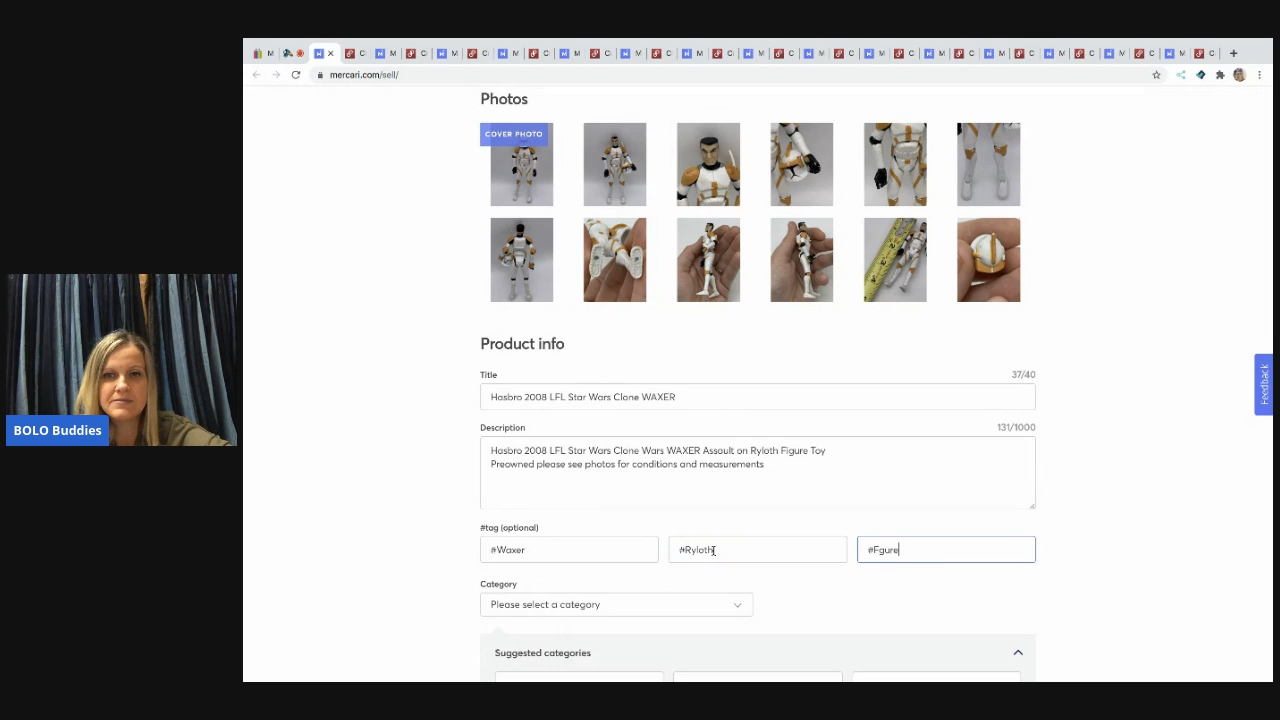 M
M
C
M
C
M
C
M
C
M
C
M
C
M
C
M
C
M
C
M
C
M
C
M
C
M
C
M
C
M
C
mercari.com/sell/
Photos
COVER PHOTO
Product info
Title
37/40
Hasbro 2008 LFL Star Wars Clone WAXER
Description
131/1000
Hasbro 2008 LFL Star Wars Clone Wars WAXER Assault on Ryloth Figure Toy
Preowned please see photos for conditions and measurements
#tag (optional)
#Waxer
#Ryloth
#Fgure
Category
Please select a category
Suggested categories
Feedback
BOLO Buddies